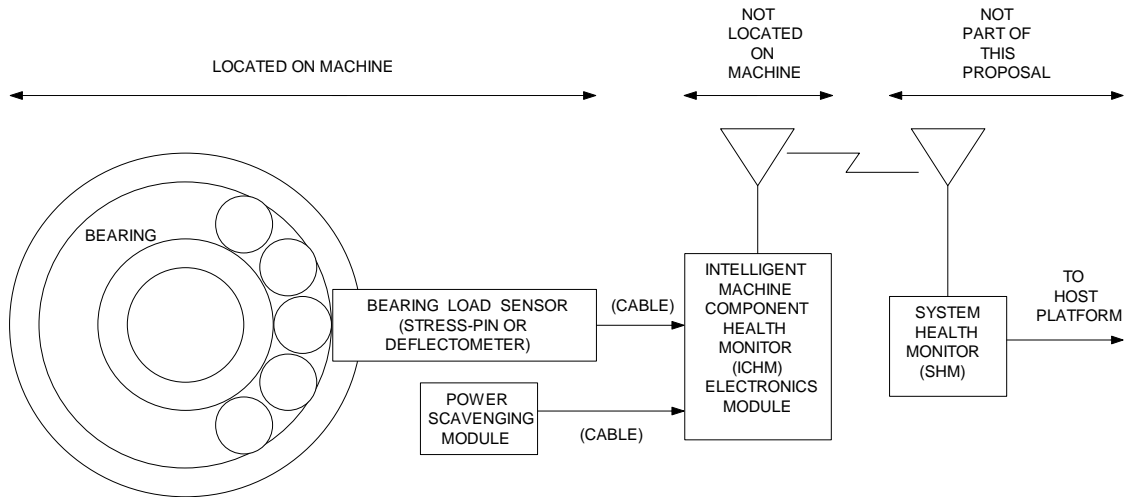 LOCATED ON MACHINE
NOT
LOCATED
ON
MACHINE
NOT
PART OF
THIS
PROPOSAL
BEARING
BEARING LOAD SENSOR
(STRESS-PIN OR
DEFLECTOMETER)
(CABLE)
POWER
SCAVENGING
MODULE
(CABLE)
INTELLIGENT
MACHINE
COMPONENT
HEALTH
MONITOR
(ICHM)
ELECTRONICS
MODULE
SYSTEM
HEALTH
MONITOR
(SHM)
TO
HOST
PLATFORM